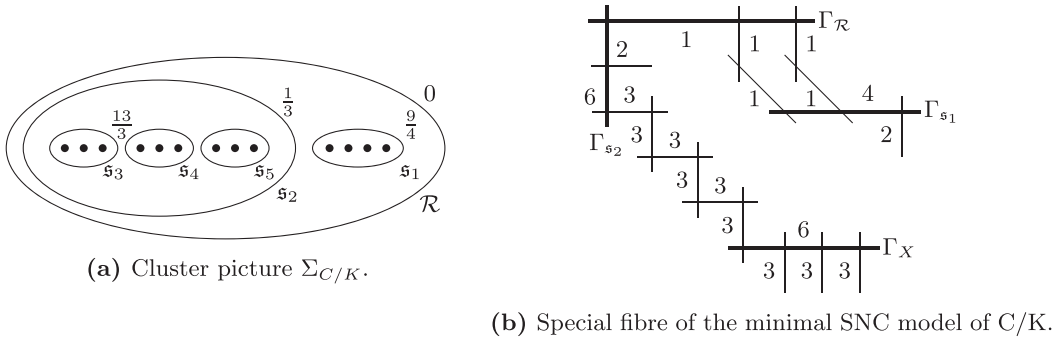 0
1/3
13/3
9/4
𝔰₃ 𝔰₄ 𝔰₅ 𝔰₁
𝔰₂
ℛ
(a) Cluster picture Σ_{C/K}.
Γ_ℛ
1 1 1
2
6 3
Γ_{𝔰₂}
1 1 4
Γ_{𝔰₁}
2
3 3
3 3
3
6
Γ_X
3 3 3
(b) Special fibre of the minimal SNC model of C/K.